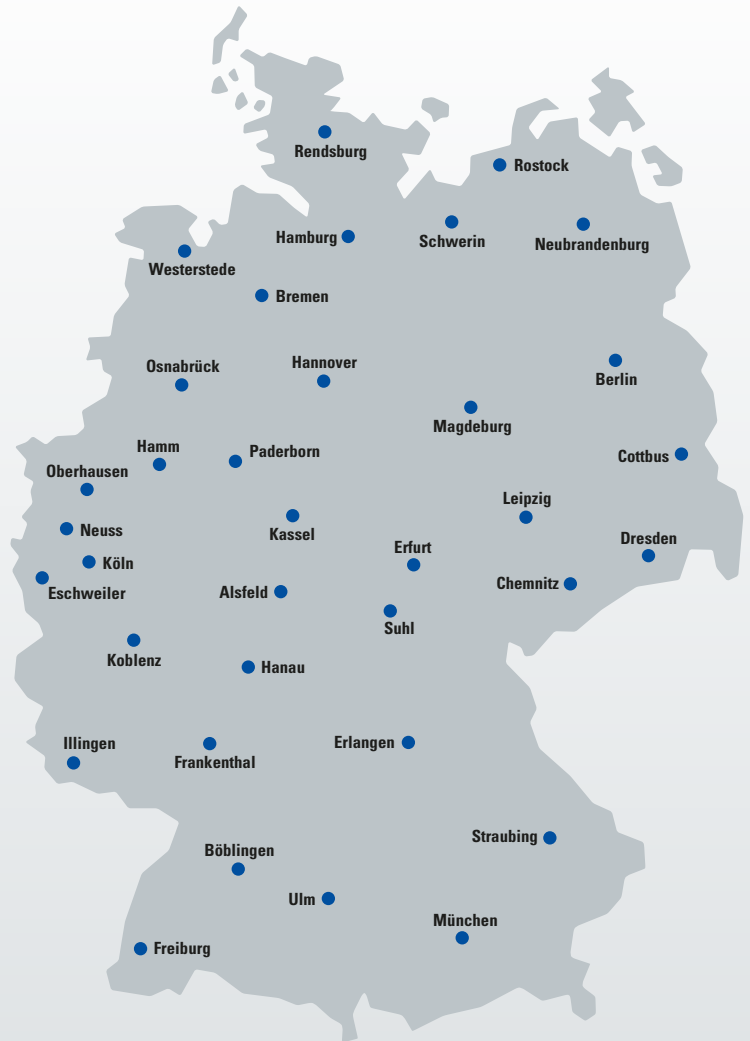 Rendsburg
Rostock
Hamburg
Schwerin
Neubrandenburg
Westerstede
Bremen
Osnabrück
Hannover
Berlin
Magdeburg
Hamm
Paderborn
Cottbus
Oberhausen
Leipzig
Neuss
Kassel
Dresden
Erfurt
Köln
Chemnitz
Eschweiler
Alsfeld
Suhl
Koblenz
Hanau
Illingen
Erlangen
Frankenthal
Straubing
Böblingen
Ulm
München
Freiburg